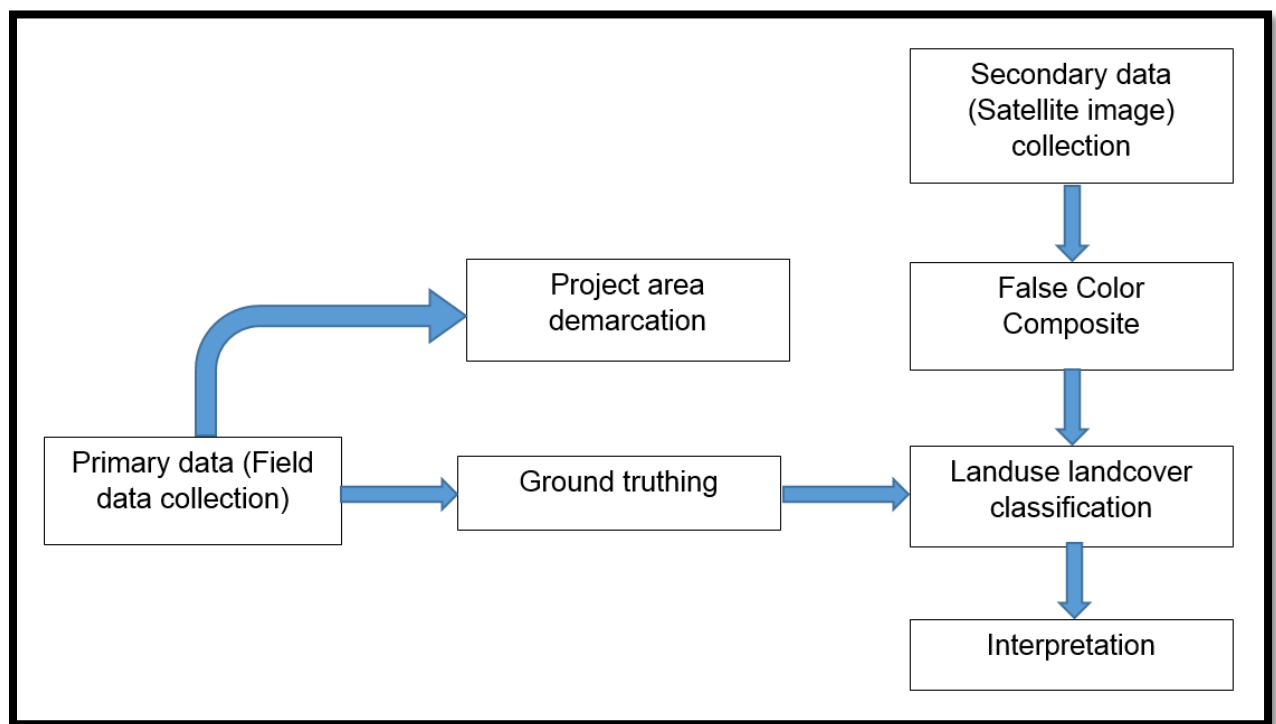 Secondary data
(Satellite image)
collection
Project area
demarcation
False Color
Composite
Primary data (Field
data collection)
Ground truthing
Landuse landcover
classification
Interpretation